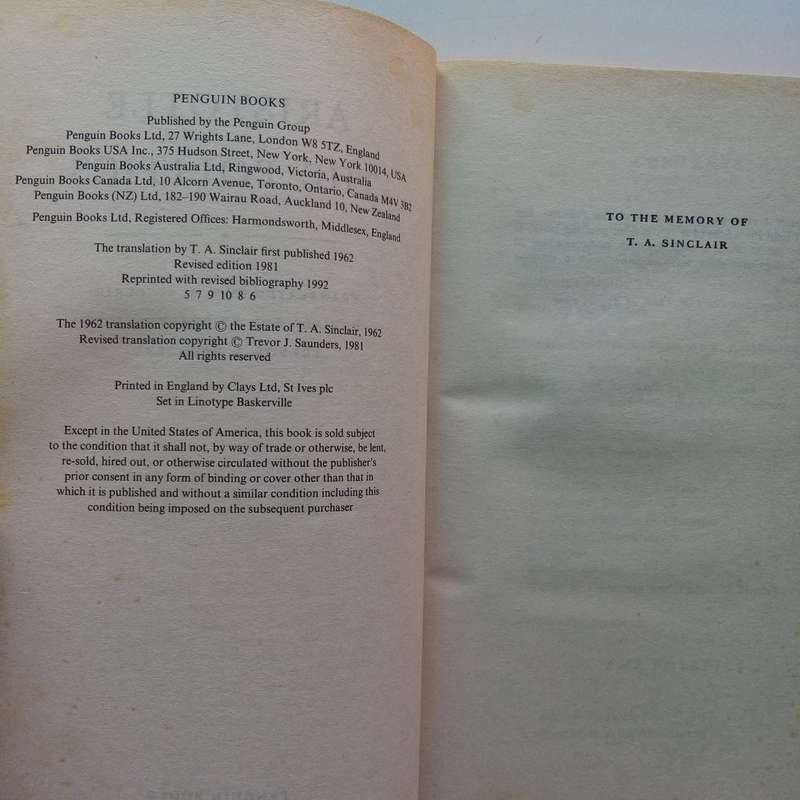 PENGUIN BOOKS
Published by the Penguin Group
Penguin Books Ltd, 27 Wrights Lane, London W8 5TZ, England
Penguin Books USA Inc., 375 Hudson Street, New York, New York 10014, USA
Penguin Books Australia Ltd, Ringwood, Victoria, Australia
Penguin Books Canada Ltd, 10 Alcorn Avenue, Toronto, Ontario, Canada M4V 3B2
Penguin Books (NZ) Ltd, 182–190 Wairau Road, Auckland 10, New Zealand
Penguin Books Ltd, Registered Offices: Harmondsworth, Middlesex, England
The translation by T. A. Sinclair first published 1962
Revised edition 1981
Reprinted with revised bibliography 1992
5 7 9 10 8 6
The 1962 translation copyright © the Estate of T. A. Sinclair, 1962
Revised translation copyright © Trevor J. Saunders, 1981
All rights reserved
Printed in England by Clays Ltd, St Ives plc
Set in Linotype Baskerville
Except in the United States of America, this book is sold subject
to the condition that it shall not, by way of trade or otherwise, be lent,
re-sold, hired out, or otherwise circulated without the publisher's
prior consent in any form of binding or cover other than that in
which it is published and without a similar condition including this
condition being imposed on the subsequent purchaser
TO THE MEMORY OF
T. A. SINCLAIR